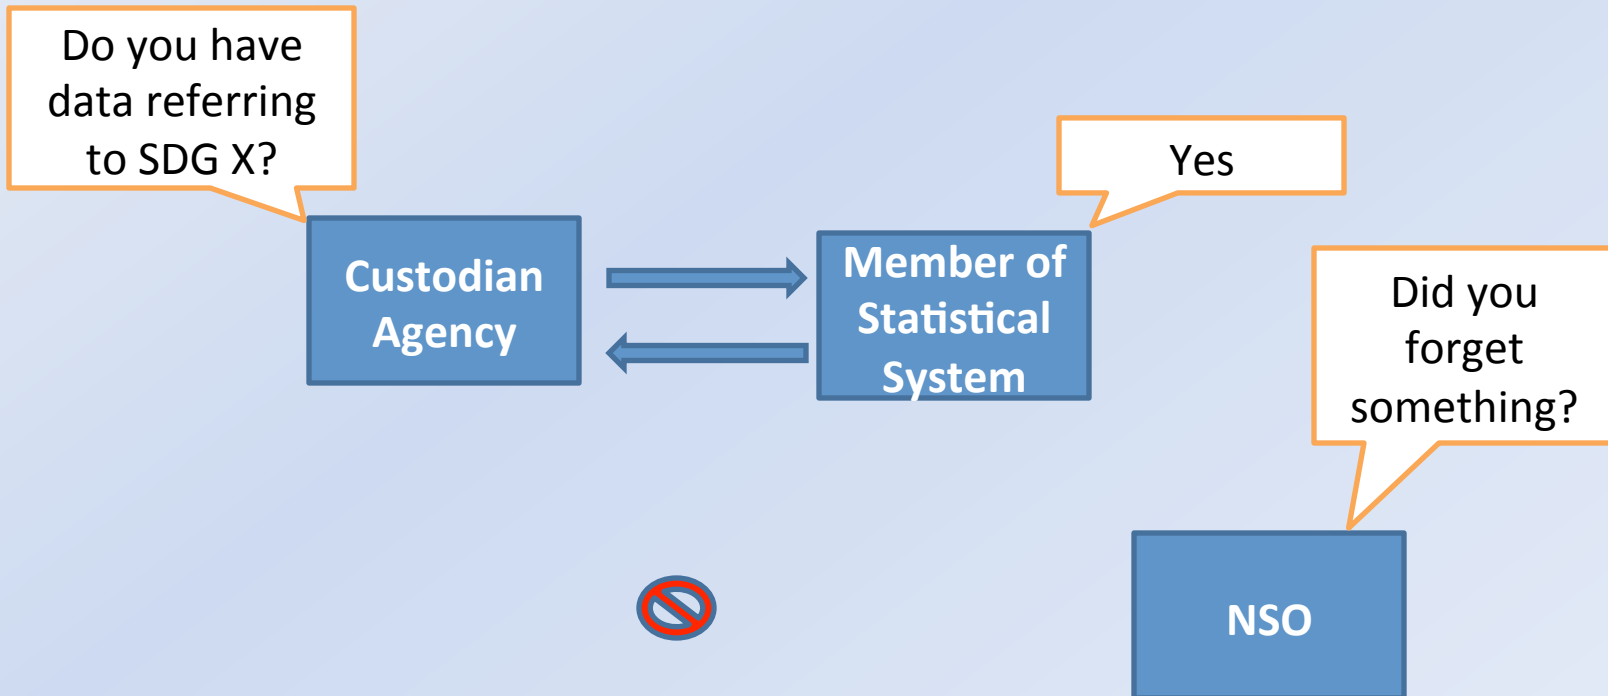 Do you have
data referring
to SDG X?
Yes
Custodian
Agency
Member of
Statistical
System
Did you
forget
something?
NSO